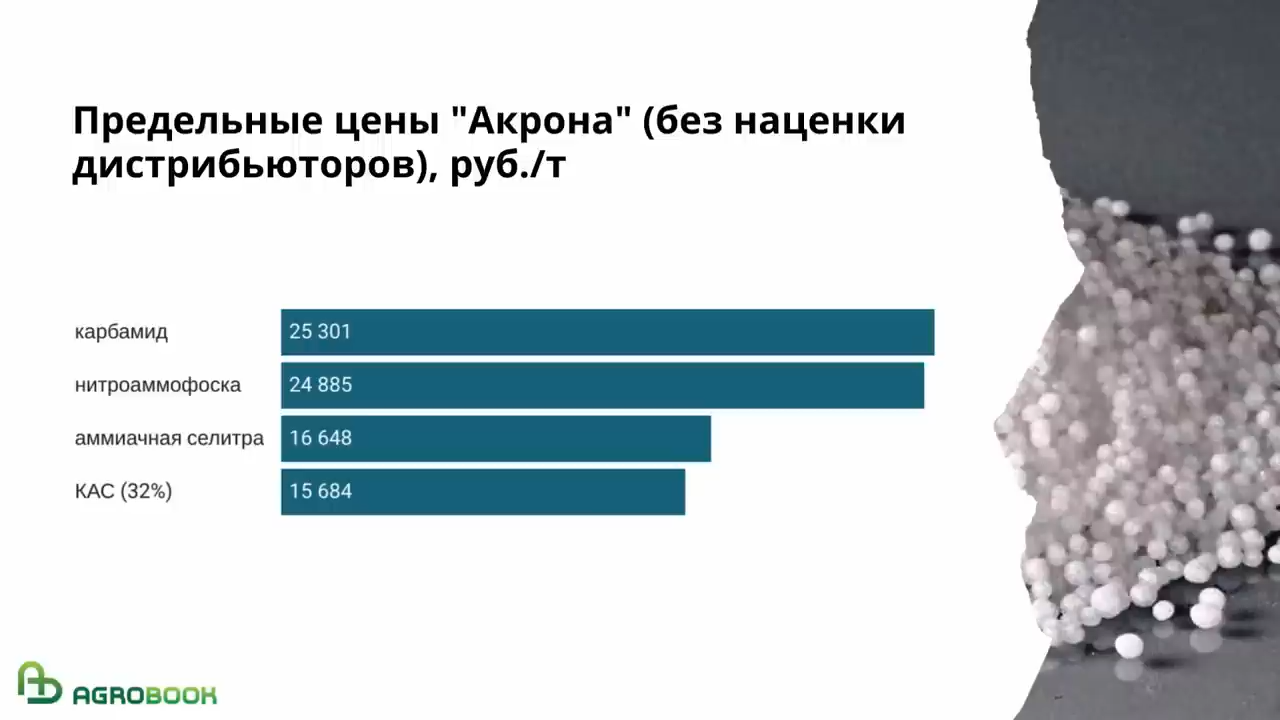 Предельные цены "Акрона" (без наценки
дистрибьюторов), руб./т
карбамид 25 301
нитроаммофоска 24 885
аммиачная селитра 16 648
КАС (32%) 15 684
AGROBOOK